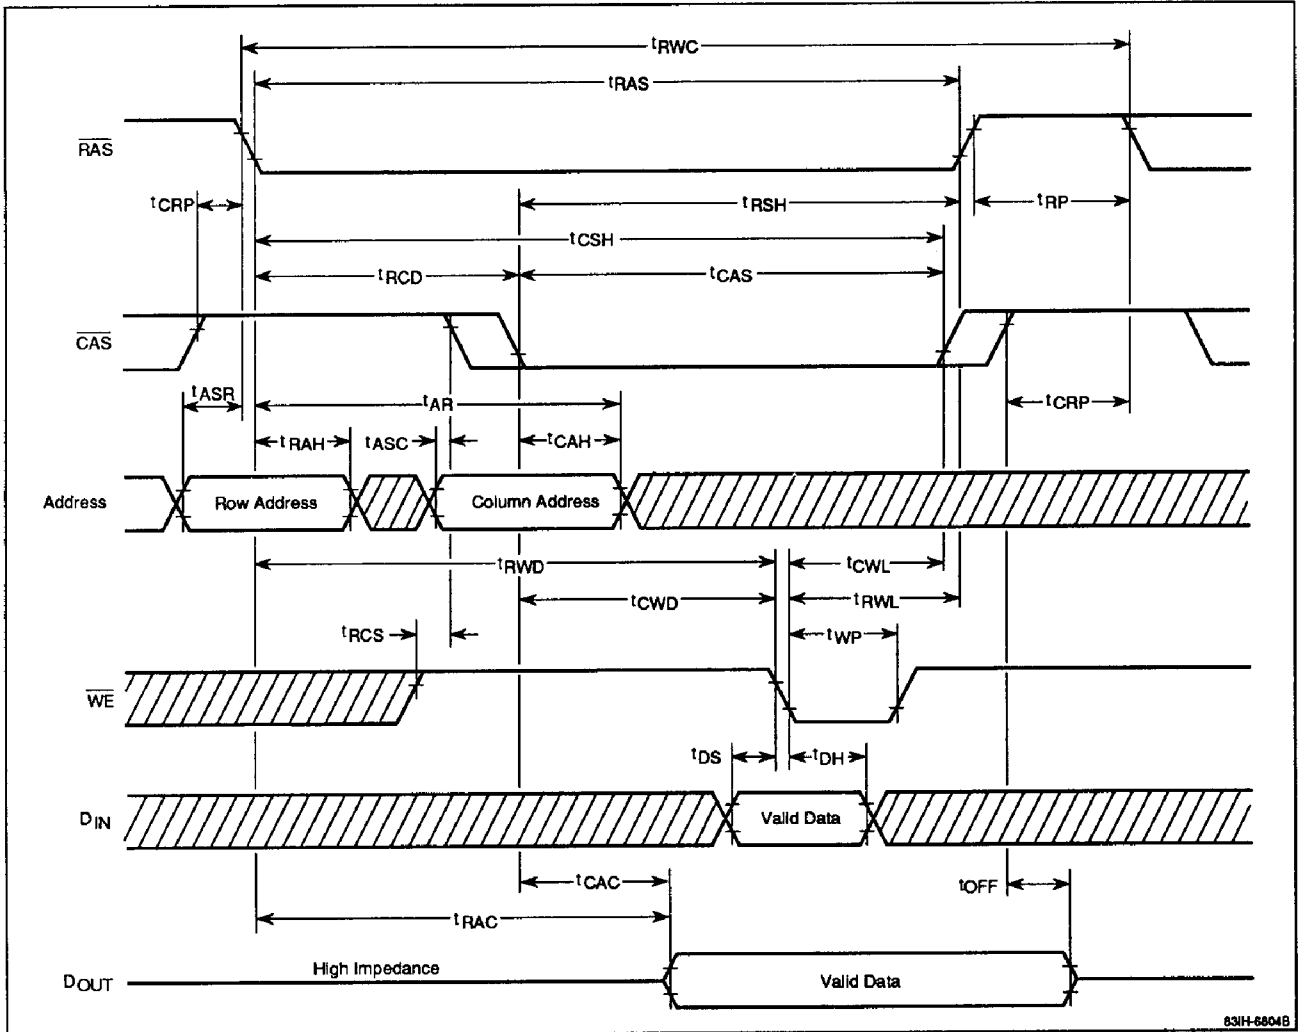 tRWC
tRAS
RAS
tCRP
tRSH
tRP
tCSH
tRCD
tCAS
CAS
tASR
tAR
tCRP
tRAH
tASC
tCAH
Address
Row Address
Column Address
tRWD
tCWL
tCWD
tRWL
tRCS
tWP
WE
tDS
tDH
DIN
Valid Data
tCAC
tOFF
tRAC
High Impedance
DOUT
Valid Data
83IH-6804B